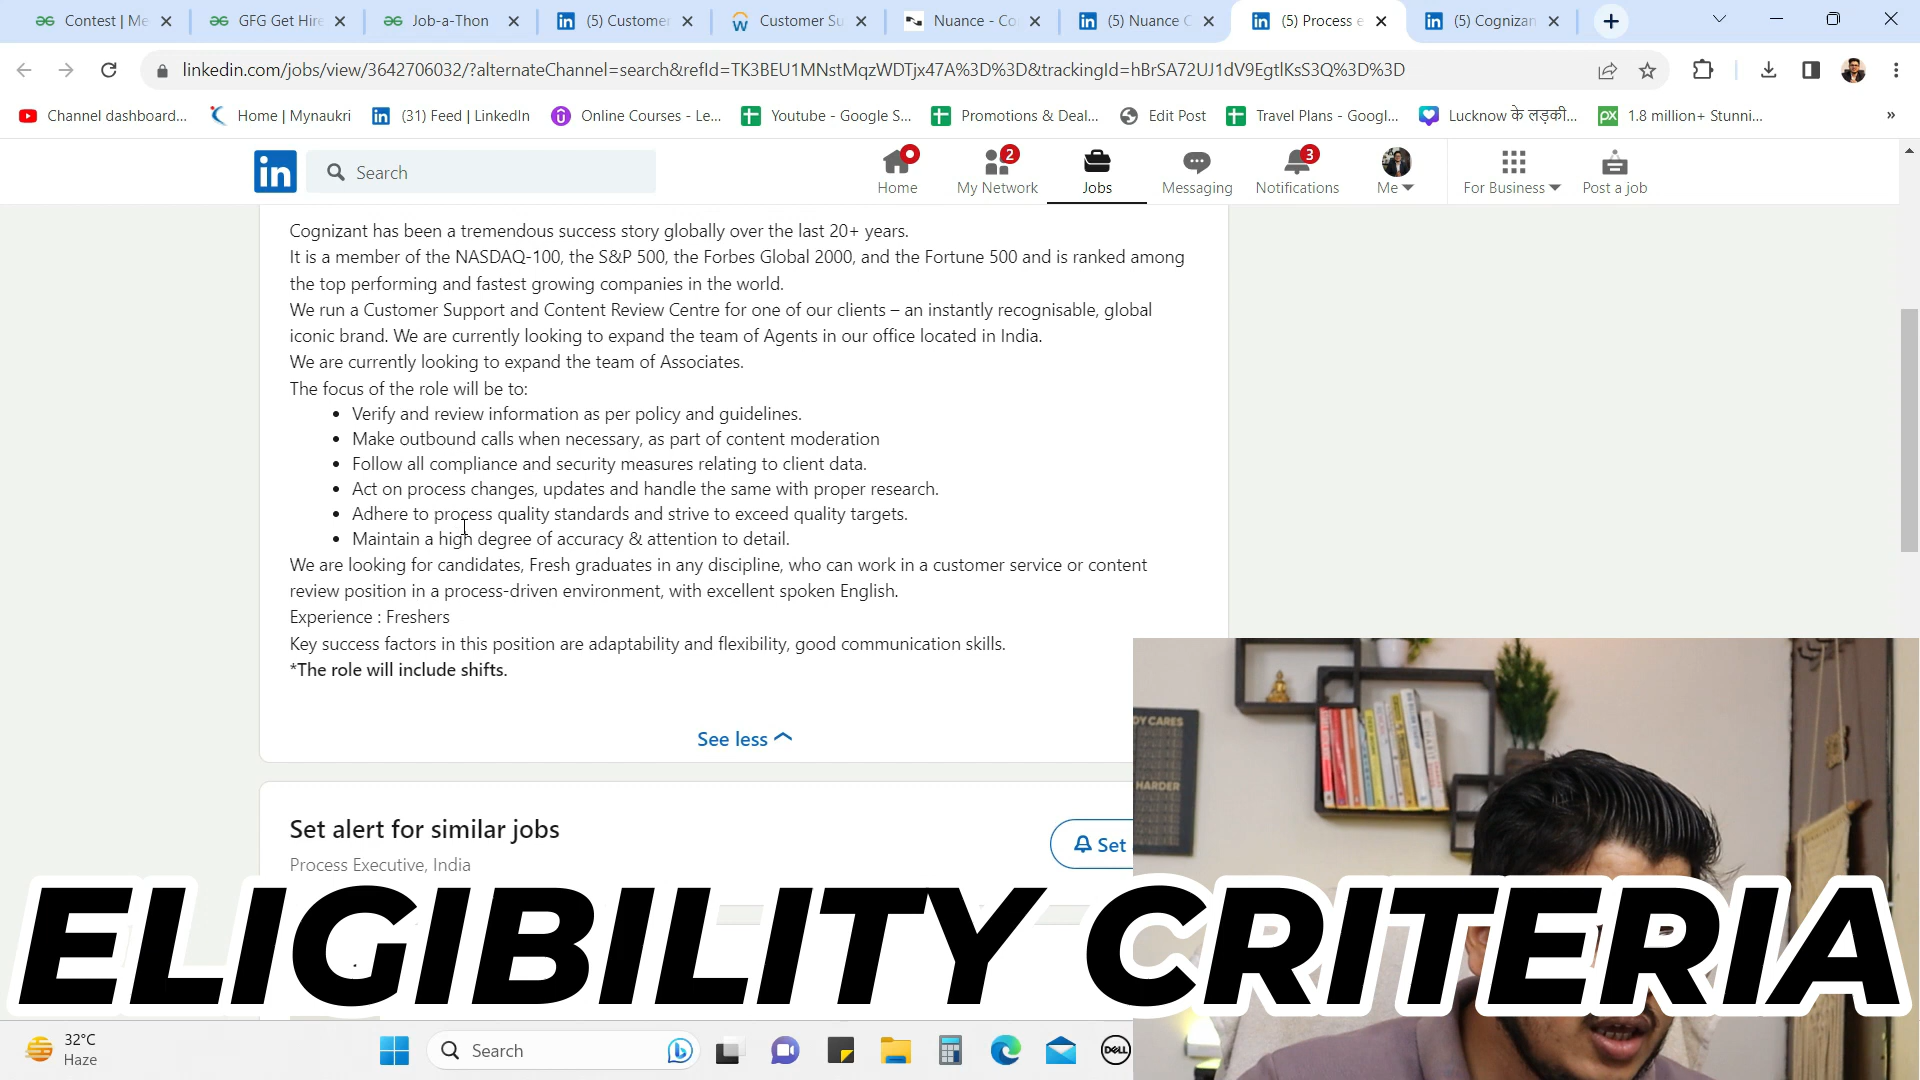 Contest | Me
GFG Get Hire
Job-a-Thon
(5) Customer
Customer Su
Nuance - Co
(5) Nuance C
(5) Process e
(5) Cognizan
linkedin.com/jobs/view/3642706032/?alternateChannel=search&refId=TK3BEU1MNstMqzWDTjx47A%3D%3D&trackingId=hBrSA72UJ1dV9EgtlKsS3Q%3D%3D
Channel dashboard...
Home | Mynaukri
(31) Feed | LinkedIn
Online Courses - Le...
Youtube - Google S...
Promotions & Deal...
Edit Post
Travel Plans - Googl...
Lucknow के लड़की...
1.8 million+ Stunni...
in
Search
Home
2
My Network
Jobs
Messaging
3
Notifications
Me
For Business
Post a job
Cognizant has been a tremendous success story globally over the last 20+ years.
It is a member of the NASDAQ-100, the S&P 500, the Forbes Global 2000, and the Fortune 500 and is ranked among
the top performing and fastest growing companies in the world.
We run a Customer Support and Content Review Centre for one of our clients – an instantly recognisable, global
iconic brand. We are currently looking to expand the team of Agents in our office located in India.
We are currently looking to expand the team of Associates.
The focus of the role will be to:
• Verify and review information as per policy and guidelines.
• Make outbound calls when necessary, as part of content moderation
• Follow all compliance and security measures relating to client data.
• Act on process changes, updates and handle the same with proper research.
• Adhere to process quality standards and strive to exceed quality targets.
• Maintain a high degree of accuracy & attention to detail.
We are looking for candidates, Fresh graduates in any discipline, who can work in a customer service or content
review position in a process-driven environment, with excellent spoken English.
Experience : Freshers
Key success factors in this position are adaptability and flexibility, good communication skills.
*The role will include shifts.
See less
Set alert for similar jobs
Process Executive, India
Set
DY CARES
HARDER
ELIGIBILITY CRITERIA
32°C
Haze
Search
DELL